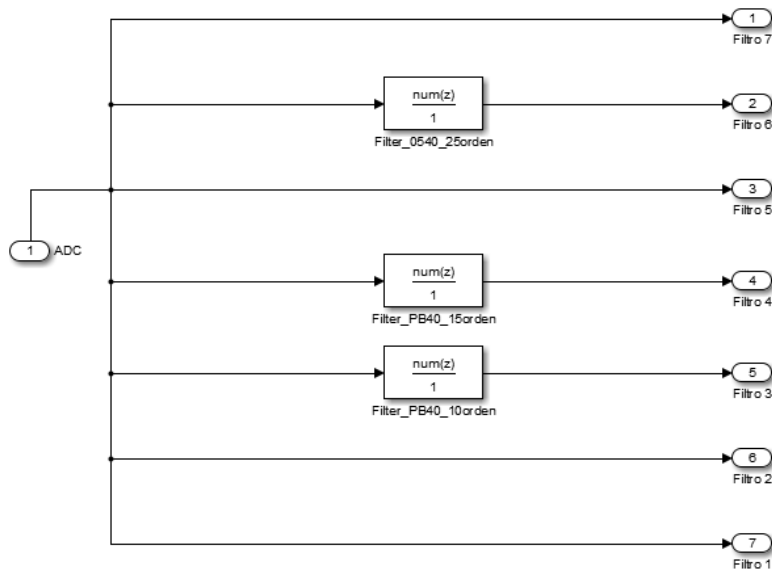 1
Filtro 7
num(z)
1
Filter_0540_25orden
2
Filtro 6
3
Filtro 5
1
ADC
num(z)
1
Filter_PB40_15orden
4
Filtro 4
num(z)
1
Filter_PB40_10orden
5
Filtro 3
6
Filtro 2
7
Filtro 1